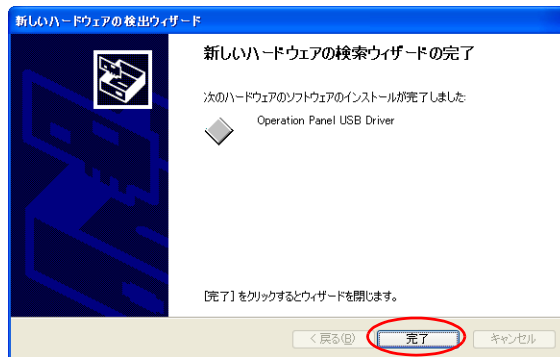 新しいハードウェアの検出ウィザード
新しいハードウェアの検索ウィザードの完了
次のハードウェアのソフトウェアのインストールが完了しました:
Operation Panel USB Driver
[完了] をクリックするとウィザードを閉じます。
< 戻る(B)
完了
キャンセル